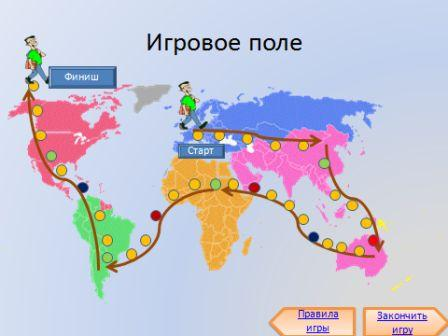 Игровое поле
Финиш
Старт
Правила
игры
Закончить
игру